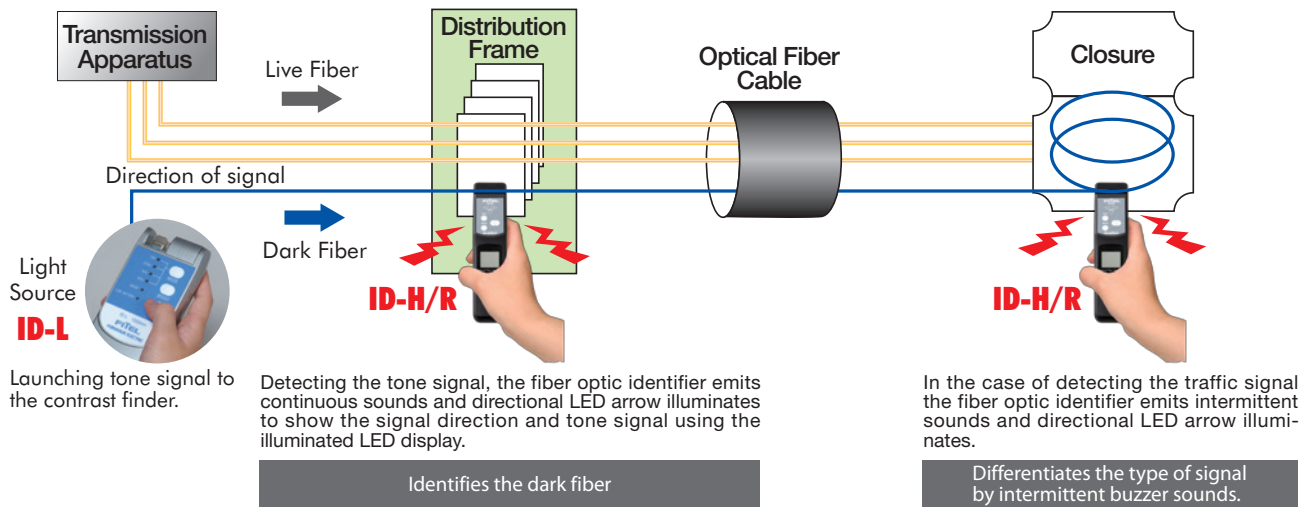 Transmission
Apparatus
Live Fiber
Distribution
Frame
Optical Fiber
Cable
Closure
Direction of signal
Dark Fiber
Light
Source
ID-L
FITEL
ID-H/R
ID-H/R
Launching tone signal to
the contrast finder.
Detecting the tone signal, the fiber optic identifier emits
continuous sounds and directional LED arrow illuminates
to show the signal direction and tone signal using the
illuminated LED display.
Identifies the dark fiber
In the case of detecting the traffic signal
the fiber optic identifier emits intermittent
sounds and directional LED arrow illumi-
nates.
Differentiates the type of signal
by intermittent buzzer sounds.